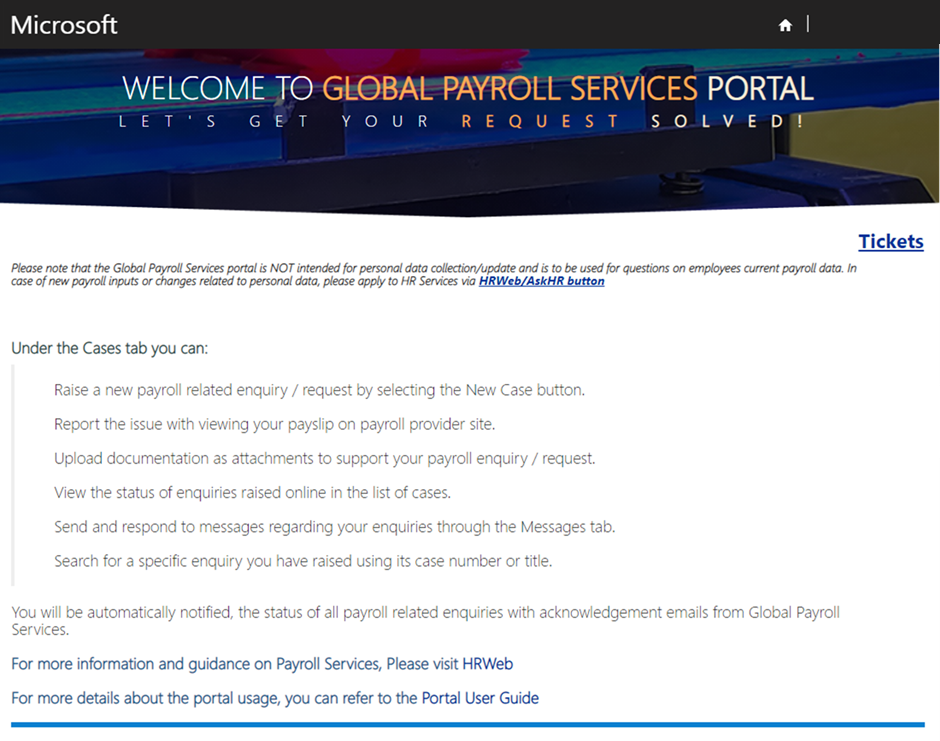 Microsoft
WELCOME TO GLOBAL PAYROLL SERVICES PORTAL
LET'S GET YOUR REQUEST SOLVED!
Tickets
Please note that the Global Payroll Services portal is NOT intended for personal data collection/update and is to be used for questions on employees current payroll data. In
case of new payroll inputs or changes related to personal data, please apply to HR Services via HRWeb/AskHR button
Under the Cases tab you can:
Raise a new payroll related enquiry / request by selecting the New Case button.
Report the issue with viewing your payslip on payroll provider site.
Upload documentation as attachments to support your payroll enquiry / request.
View the status of enquiries raised online in the list of cases.
Send and respond to messages regarding your enquiries through the Messages tab.
Search for a specific enquiry you have raised using its case number or title.
You will be automatically notified, the status of all payroll related enquiries with acknowledgement emails from Global Payroll
Services.
For more information and guidance on Payroll Services, Please visit HRWeb
For more details about the portal usage, you can refer to the Portal User Guide